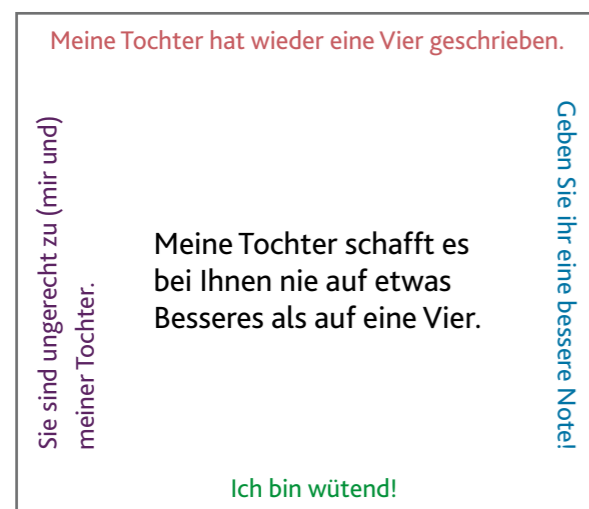 Meine Tochter hat wieder eine Vier geschrieben.
Sie sind ungerecht zu (mir und)
meiner Tochter.
Meine Tochter schafft es
bei Ihnen nie auf etwas
Besseres als auf eine Vier.
Geben Sie ihr eine bessere Note!
Ich bin wütend!